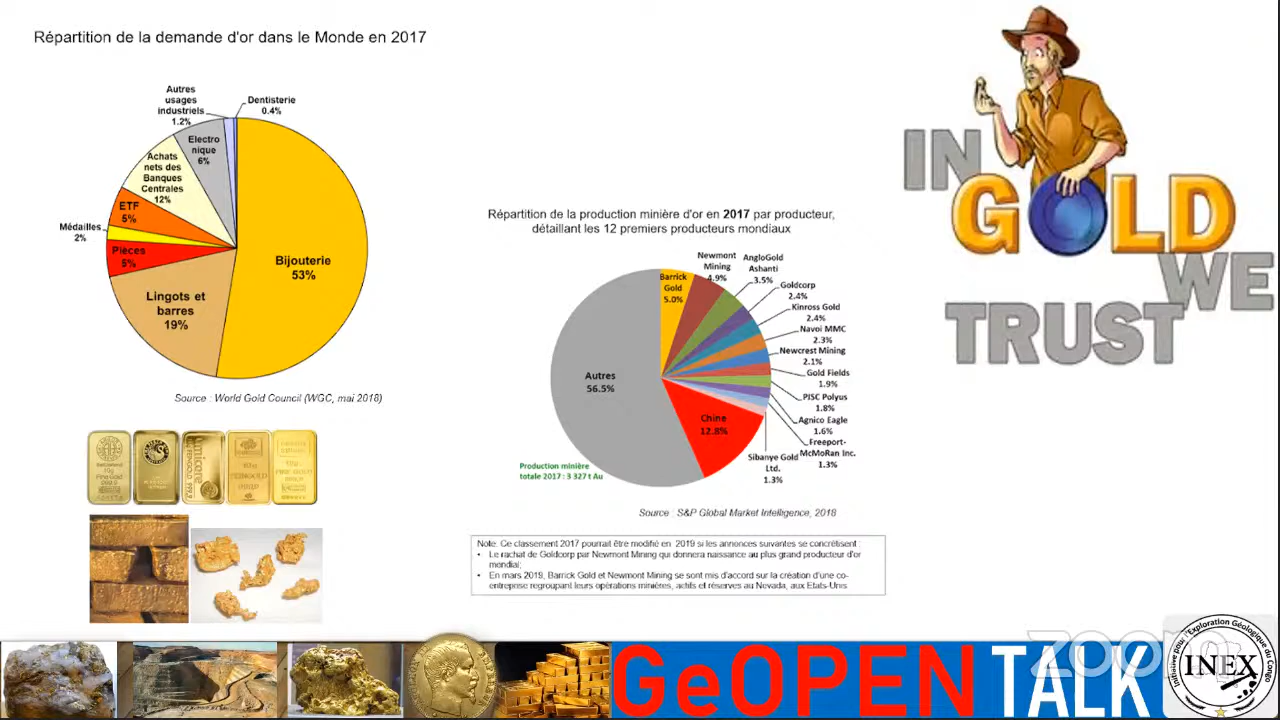 Répartition de la demande d'or dans le Monde en 2017
Autres
usages
industriels
1.2%
Dentisterie
0.4%
Electro
nique
6%
Achats
nets des
Banques
Centrales
12%
ETF
5%
Médailles
2%
Pièces
5%
Lingots et
barres
19%
Bijouterie
53%
Source : World Gold Council (WGC, mai 2018)
Répartition de la production minière d'or en 2017 par producteur,
détaillant les 12 premiers producteurs mondiaux
Barrick
Gold
5.0%
Newmont
Mining
4.9%
AngloGold
Ashanti
3.5%
Goldcorp
2.4%
Kinross Gold
2.4%
Navoi MMC
2.3%
Newcrest Mining
2.1%
Gold Fields
1.9%
PJSC Polyus
1.8%
Agnico Eagle
1.6%
Freeport-
McMoRan Inc.
1.3%
Sibanye Gold
Ltd.
1.3%
Chine
12.8%
Autres
56.5%
Production minière
totale 2017 : 3 327 t Au
Source : S&P Global Market Intelligence, 2018
Note: Ce classement 2017 pourrait être modifié en 2019 si les annonces suivantes se concrétisent :
• Le rachat de Goldcorp par Newmont Mining qui donnera naissance au plus grand producteur d'or
mondial;
• En mars 2019, Barrick Gold et Newmont Mining se sont mis d'accord sur la création d'une co-
entreprise regroupant leurs opérations minières, actifs et réserves au Nevada, aux Etats-Unis
IN
GOLD
WE
TRUST
GeOPEN TALK
zoom
INEX